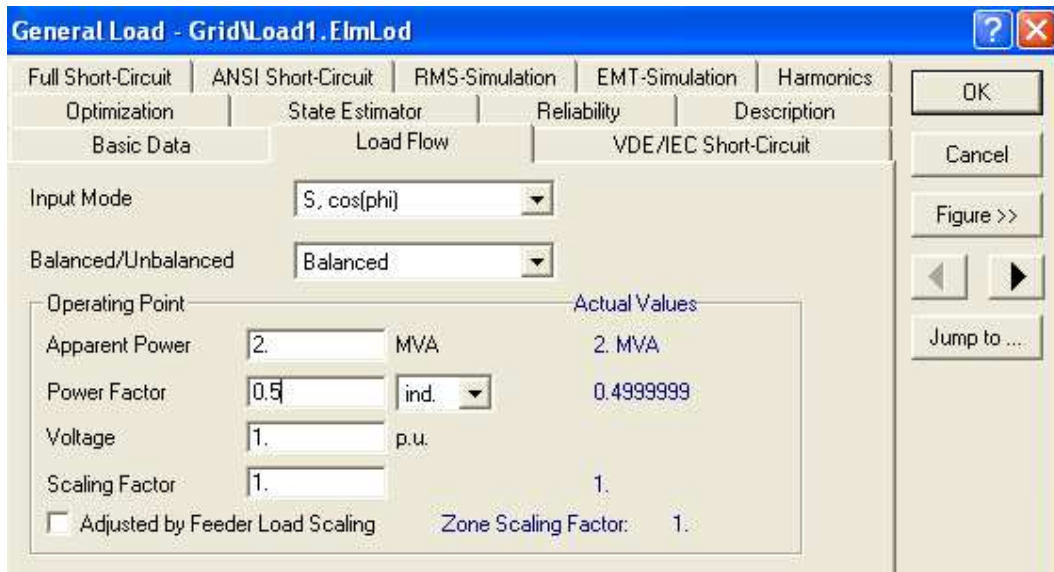 General Load - Grid\Load1.ElmLod
Full Short-Circuit ANSI Short-Circuit RMS-Simulation EMT-Simulation Harmonics
Optimization State Estimator Reliability Description
Basic Data Load Flow VDE/IEC Short-Circuit
OK
Cancel
Figure >>
Jump to ...
Input Mode S, cos(phi)
Balanced/Unbalanced Balanced
Operating Point Actual Values
Apparent Power 2. MVA 2. MVA
Power Factor 0.5 ind. 0.4999999
Voltage 1. p.u.
Scaling Factor 1. 1.
Adjusted by Feeder Load Scaling Zone Scaling Factor: 1.